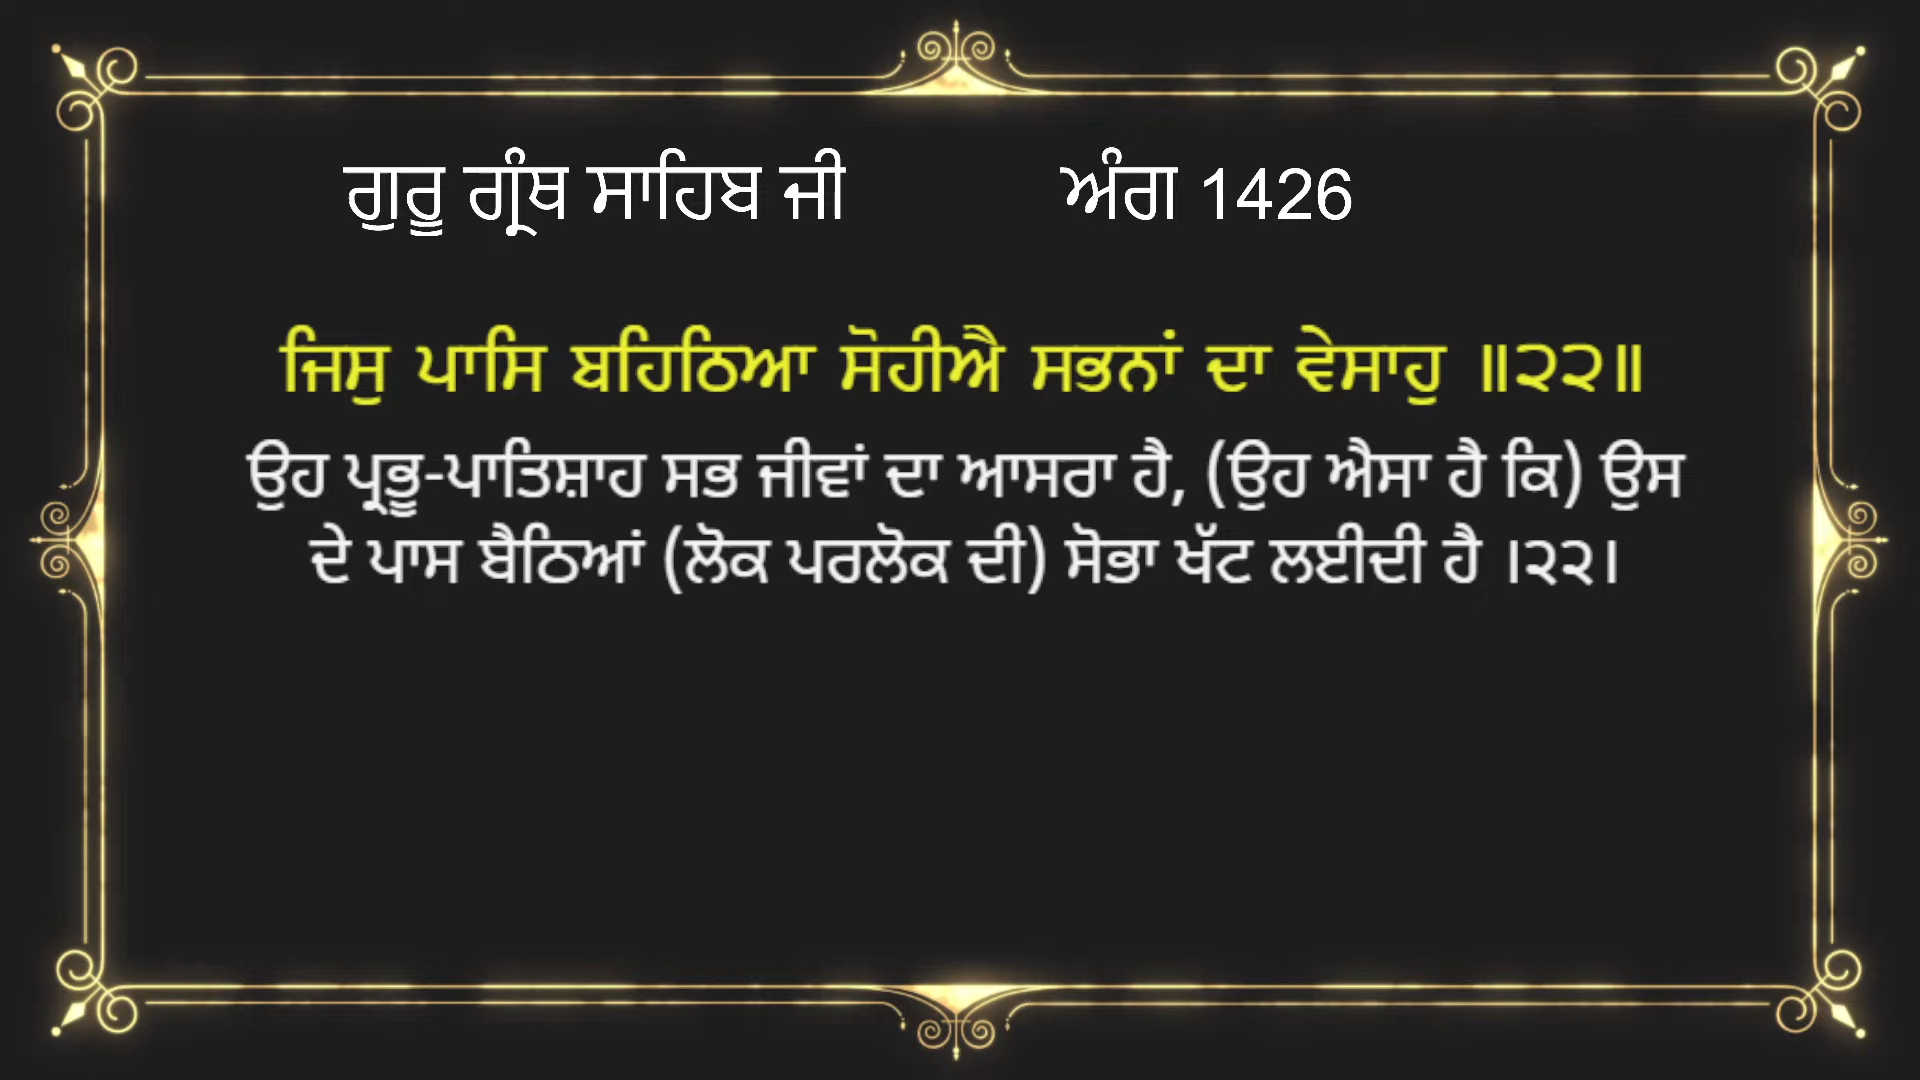 ਗੁਰੂ ਗ੍ਰੰਥ ਸਾਹਿਬ ਜੀ ਅੰਗ 1426
ਜਿਸੁ ਪਾਸਿ ਬਹਿਠਿਆ ਸੋਹੀਐ ਸਭਨਾਂ ਦਾ ਵੇਸਾਹੁ ॥੨੨॥
ਉਹ ਪ੍ਰਭੂ-ਪਾਤਿਸ਼ਾਹ ਸਭ ਜੀਵਾਂ ਦਾ ਆਸਰਾ ਹੈ, (ਉਹ ਐਸਾ ਹੈ ਕਿ) ਉਸ
ਦੇ ਪਾਸ ਬੈਠਿਆਂ (ਲੋਕ ਪਰਲੋਕ ਦੀ) ਸੋਭਾ ਖੱਟ ਲਈਦੀ ਹੈ ।੨੨।